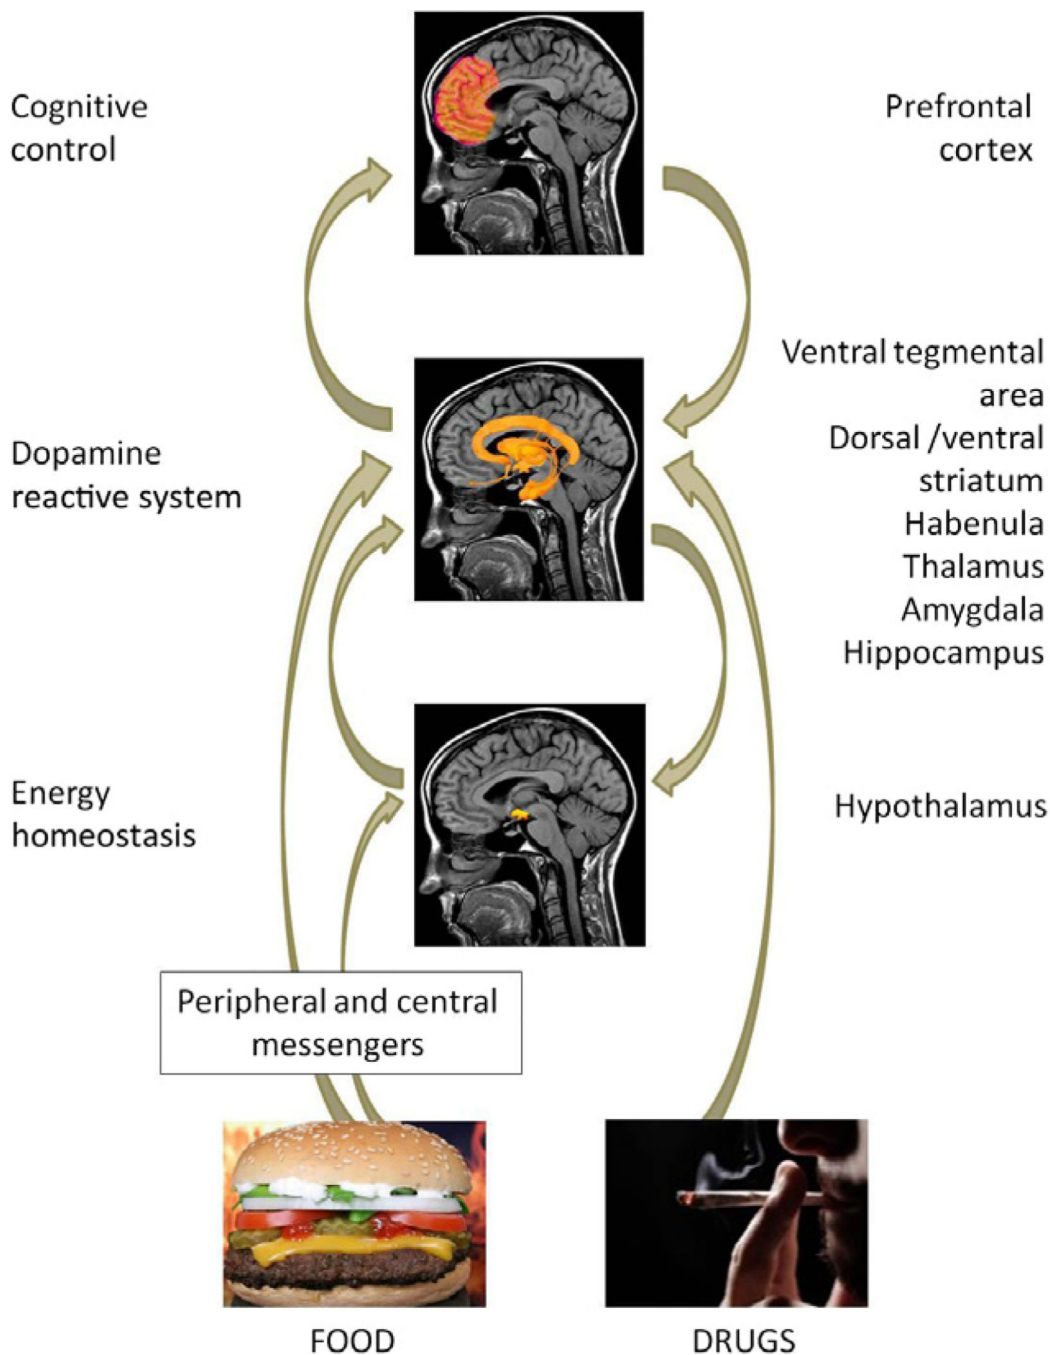 Cognitive
control
Prefrontal
cortex
Dopamine
reactive system
Ventral tegmental
area
Dorsal /ventral
striatum
Habenula
Thalamus
Amygdala
Hippocampus
Energy
homeostasis
Hypothalamus
Peripheral and central
messengers
FOOD
DRUGS